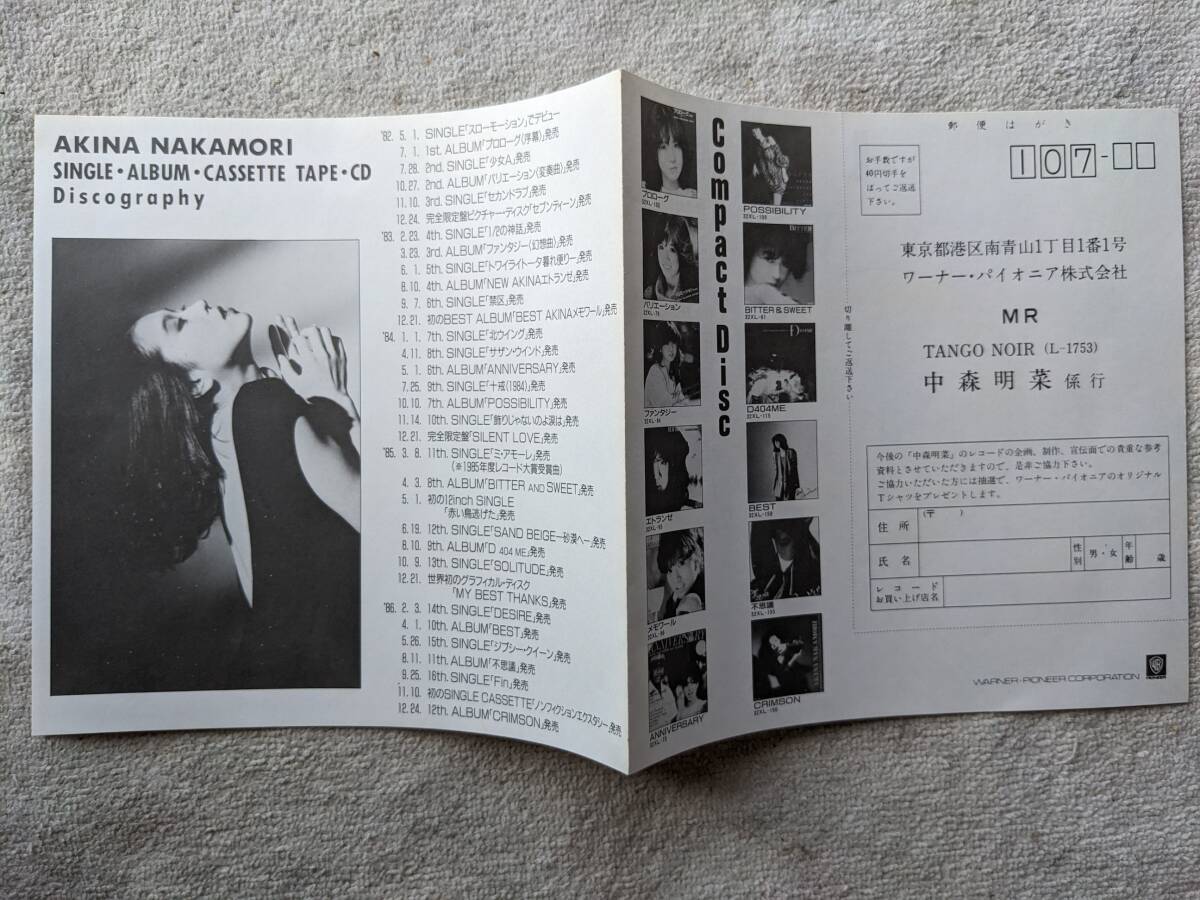 AKINA NAKAMORI
SINGLE・ALBUM・CASSETTE TAPE・CD
Discography
'82. 5. 1. SINGLE「スローモーション」でデビュー
7. 1. 1st. ALBUM「プロローグ〈序幕〉」発売
7. 28. 2nd. SINGLE「少女A」発売
10. 27. 2nd. ALBUM「バリエーション〈変奏曲〉」発売
11. 10. 3rd. SINGLE「セカンドラブ」発売
12. 24. 完全限定盤ピクチャー・ディスク「セブンティーン」発売
'83. 2. 23. 4th. SINGLE「1/2の神話」発売
3. 23. 3rd. ALBUM「ファンタジー〈幻想曲〉」発売
6. 1. 5th. SINGLE「トワイライト－夕暮れ便り－」発売
8. 10. 4th. ALBUM「NEW AKINAエトランゼ」発売
9. 7. 6th. SINGLE「禁区」発売
12. 21. 初のBEST ALBUM「BEST AKINAメモワール」発売
'84. 1. 1. 7th. SINGLE「北ウイング」発売
4. 11. 8th. SINGLE「サザン・ウインド」発売
5. 1. 6th. ALBUM「ANNIVERSARY」発売
7. 25. 9th. SINGLE「十戒(1984)」発売
10. 10. 7th. ALBUM「POSSIBILITY」発売
11. 14. 10th. SINGLE「飾りじゃないのよ涙は」発売
12. 21. 完全限定盤「SILENT LOVE」発売
'85. 3. 8. 11th. SINGLE「ミ・アモーレ」発売
(※1985年度レコード大賞受賞曲)
4. 3. 8th. ALBUM「BITTER AND SWEET」発売
5. 1. 初の12inch SINGLE
「赤い鳥逃げた」発売
6. 19. 12th. SINGLE「SAND BEIGE－砂漠へ－」発売
8. 10. 9th. ALBUM「D 404 ME」発売
10. 9. 13th. SINGLE「SOLITUDE」発売
12. 21. 世界初のグラフィカル・ディスク
「MY BEST THANKS」発売
'86. 2. 3. 14th. SINGLE「DESIRE」発売
4. 1. 10th. ALBUM「BEST」発売
5. 26. 15th. SINGLE「ジプシー・クイーン」発売
8. 11. 11th. ALBUM「不思議」発売
9. 25. 16th. SINGLE「Fin」発売
11. 10. 初のSINGLE CASSETTE「ノンフィクションエクスタシー」発売
12. 24. 12th. ALBUM「CRIMSON」発売
Compact Disc
プロローグ
バリエーション
ファンタジー
エトランゼ
メモワール
ANNIVERSARY
POSSIBILITY
BITTER & SWEET
D404ME
BEST
不思議
CRIMSON
郵便はがき
お手数ですが
40円切手を
はってご返送
下さい。
107-□□
東京都港区南青山1丁目1番1号
ワーナー・パイオニア株式会社
MR
TANGO NOIR (L-1753)
中森明菜 係行
切り離してご返送下さい
今後の「中森明菜」のレコードの企画、制作、宣伝面での貴重な参考
資料とさせていただきますので、是非ご協力下さい。
ご協力いただいた方には抽選で、ワーナー・パイオニアのオリジナル
Tシャツをプレゼントします。
住所 (〒 )
氏名 性別 男・女 年齢 歳
レコード
お買い上げ店名
WARNER-PIONEER CORPORATION